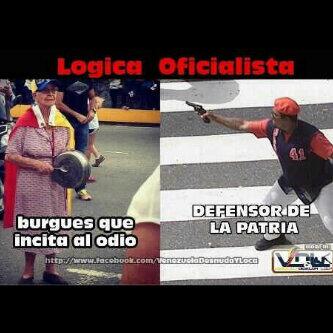 Logica Oficialista
burgues que
incita al odio
DEFENSOR DE
LA PATRIA
http://www.facebook.com/VenezuelaDesnudaYLoca
41